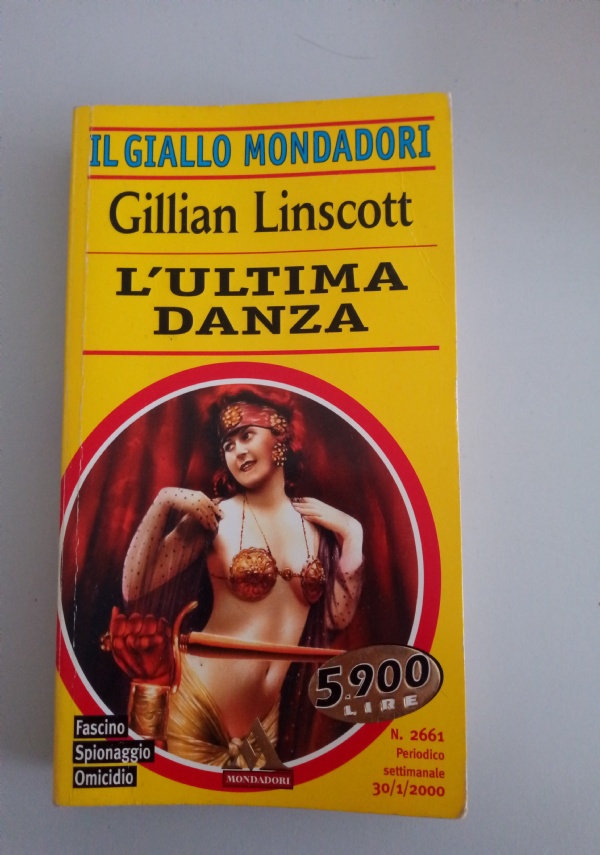 IL GIALLO MONDADORI
Gillian Linscott
L'ULTIMA
DANZA
5.900
LIRE
Fascino
Spionaggio
Omicidio
MONDADORI
N. 2661
Periodico
settimanale
30/1/2000